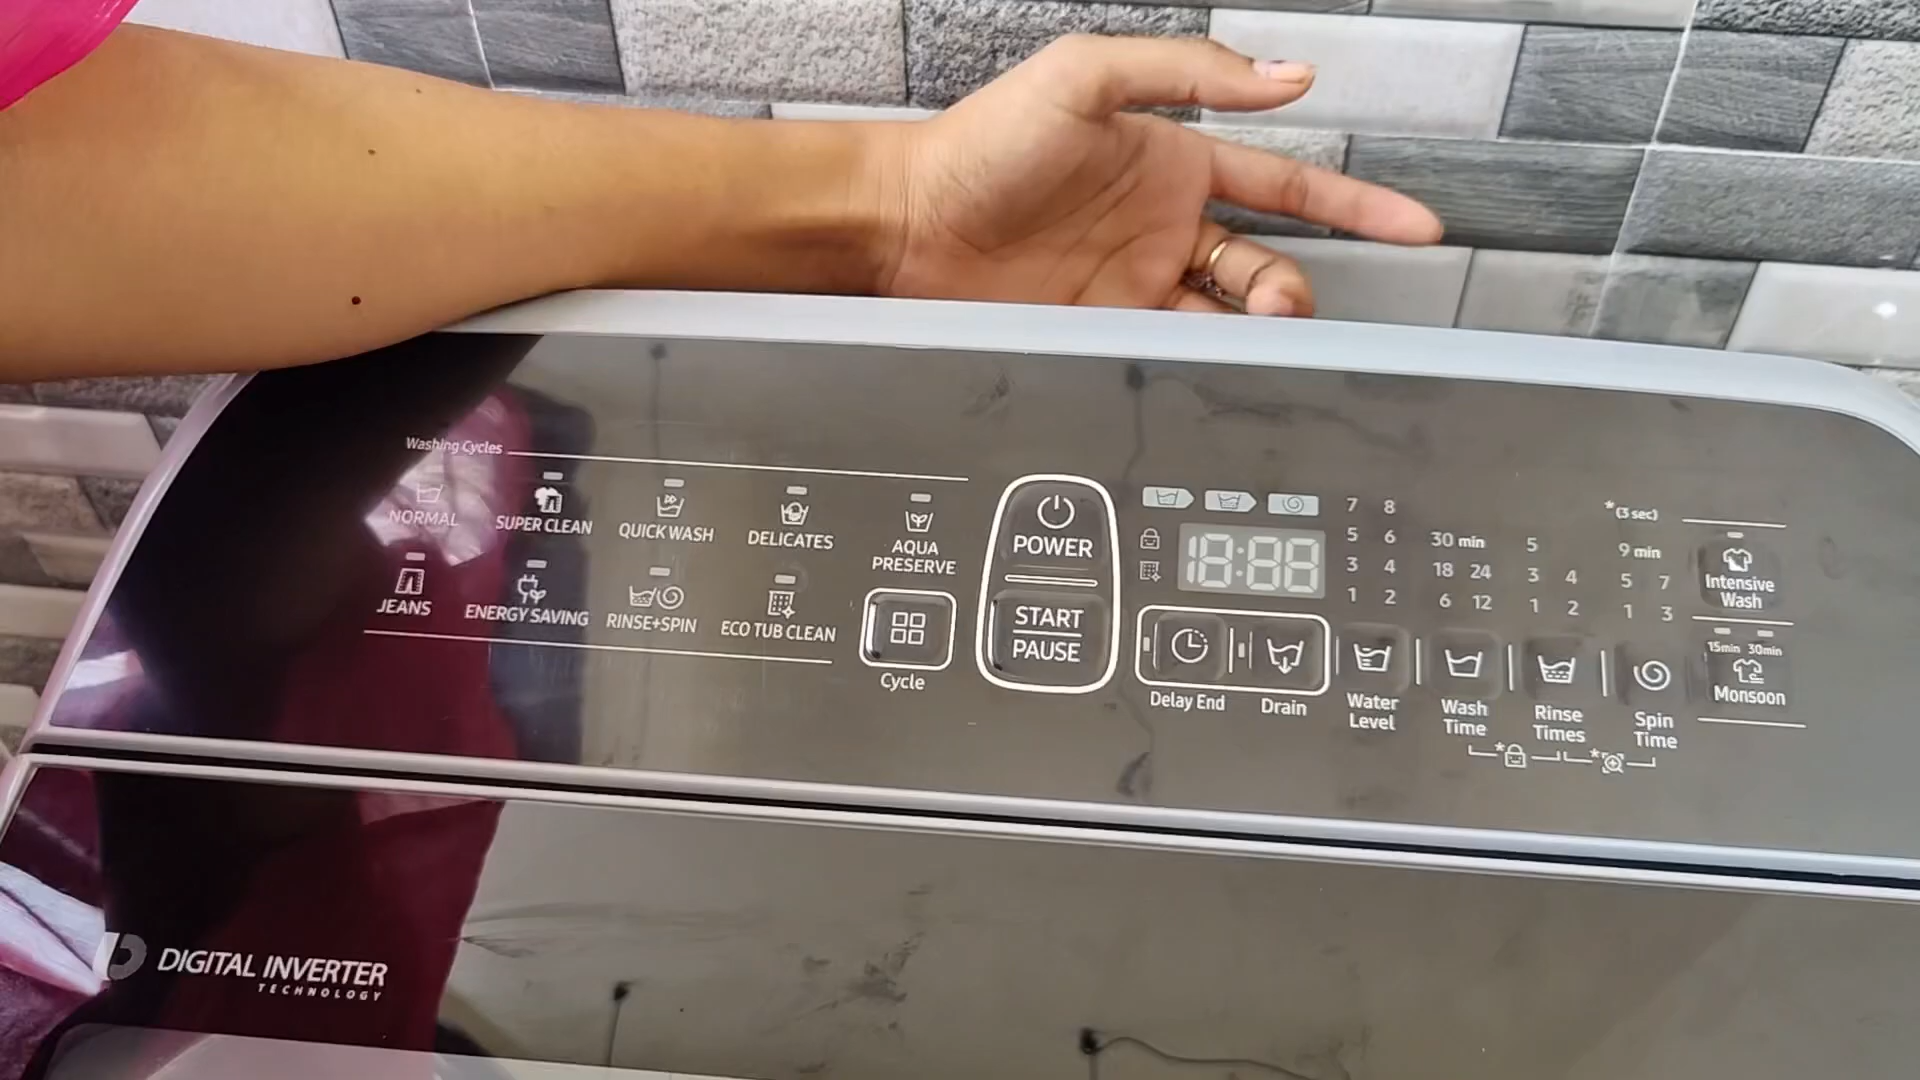 Washing Cycles
NORMAL
SUPER CLEAN
QUICK WASH
DELICATES
AQUA
PRESERVE
JEANS
ENERGY SAVING
RINSE+SPIN
ECO TUB CLEAN
Cycle
POWER
START
PAUSE
18:88
7 8
5 6
3 4
1 2
30 min
18 24
6 12
5
3 4
1 2
*(3 sec)
9 min
5 7
1 3
Intensive
Wash
15min 30min
Monsoon
Delay End
Drain
Water
Level
Wash
Time
Rinse
Times
Spin
Time
*
*
DIGITAL INVERTER
TECHNOLOGY